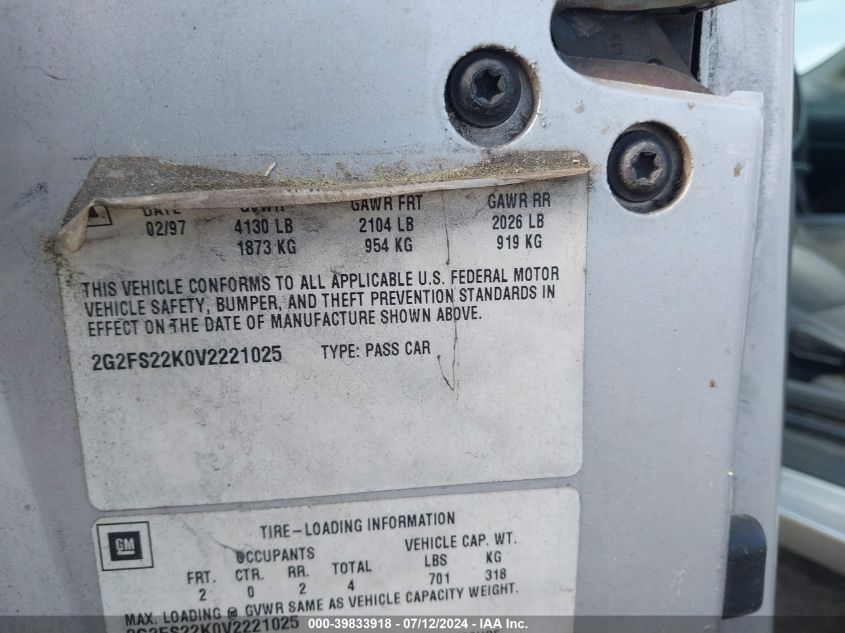 DATE GVWR GAWR FRT GAWR RR
02/97 4130 LB 2104 LB 2026 LB
1873 KG 954 KG 919 KG
THIS VEHICLE CONFORMS TO ALL APPLICABLE U.S. FEDERAL MOTOR
VEHICLE SAFETY, BUMPER, AND THEFT PREVENTION STANDARDS IN
EFFECT ON THE DATE OF MANUFACTURE SHOWN ABOVE.
2G2FS22K0V2221025 TYPE: PASS CAR
GM
TIRE-LOADING INFORMATION
OCCUPANTS VEHICLE CAP. WT.
FRT. CTR. RR. TOTAL LBS KG
2 0 2 4 701 318
MAX. LOADING @ GVWR SAME AS VEHICLE CAPACITY WEIGHT.
2G2FS22K0V2221025
000-39833918 - 07/12/2024 - IAA Inc.